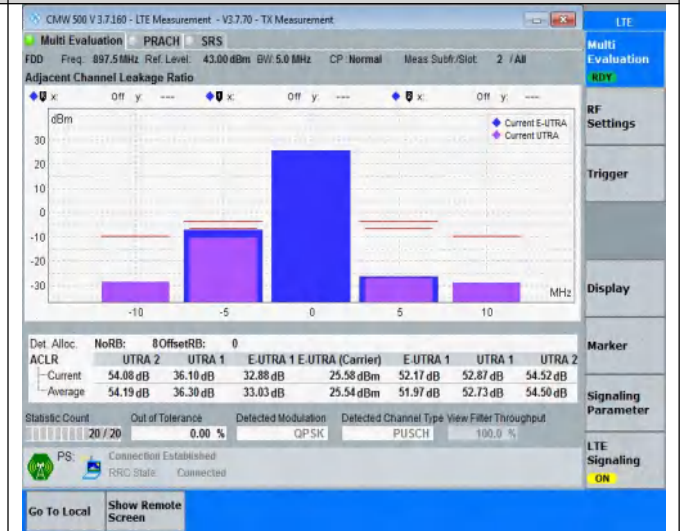 CMW 500 V 3.7.160 - LTE Measurement - V3.7.70 - TX Measurement
LTE
Multi Evaluation PRACH SRS
Multi Evaluation
RDY
FDD Freq.: 897.5 MHz Ref. Level: 43.00 dBm BW: 5.0 MHz CP: Normal Meas Subfr./Slot: 2 / All
Adjacent Channel Leakage Ratio
x: Off y: --- x: Off y: --- x: Off y: ---
RF Settings
dBm
Current E-UTRA
Current UTRA
30
20
10
0
-10
-20
-30
MHz
-10 -5 0 5 10
Trigger
Display
Det. Alloc. NoRB: 8 OffsetRB: 0
ACLR UTRA 2 UTRA 1 E-UTRA 1 E-UTRA (Carrier) E-UTRA 1 UTRA 1 UTRA 2
Current 54.08 dB 36.10 dB 32.88 dB 25.58 dBm 52.17 dB 52.87 dB 54.52 dB
Average 54.19 dB 36.30 dB 33.03 dB 25.54 dBm 51.97 dB 52.73 dB 54.50 dB
Marker
Signaling Parameter
Statistic Count Out of Tolerance Detected Modulation Detected Channel Type View Filter Throughput
20 / 20 0.00 % QPSK PUSCH 100.0 %
PS: Connection Established
RRC State Connected
LTE Signaling
ON
Go To Local
Show Remote Screen